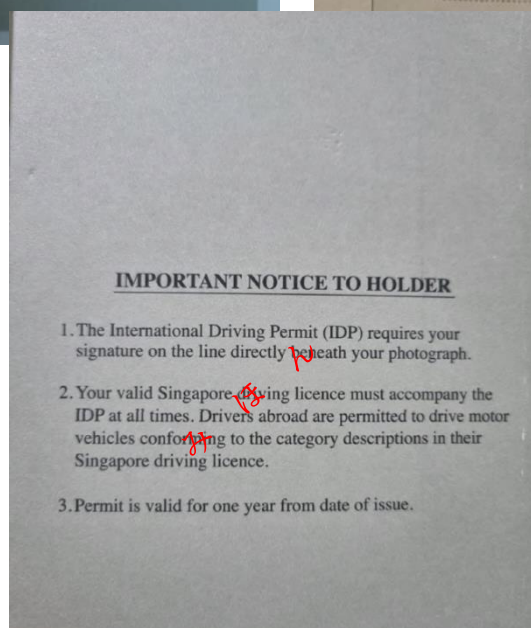 IMPORTANT NOTICE TO HOLDER
1. The International Driving Permit (IDP) requires your
signature on the line directly beneath your photograph.
2. Your valid Singapore driving licence must accompany the
IDP at all times. Drivers abroad are permitted to drive motor
vehicles conforming to the category descriptions in their
Singapore driving licence.
3. Permit is valid for one year from date of issue.